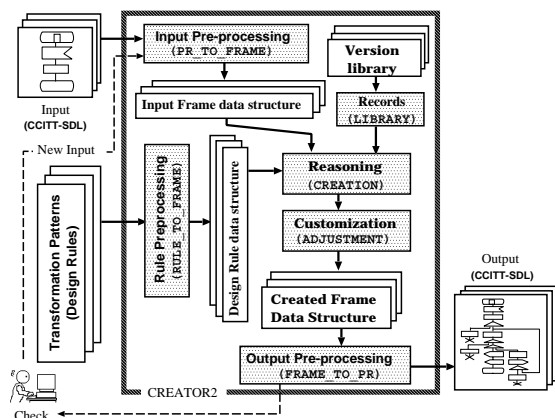 Input Pre-processing
(PR_TO_FRAME)
Version
library
Input Frame data structure
Input
(CCITT-SDL)
Records
(LIBRARY)
New Input
Reasoning
(CREATION)
Transformation Patterns
(Design Rules)
Rule Preprocessing
(RULE_TO_FRAME)
Design Rule data structure
Customization
(ADJUSTMENT)
Output
(CCITT-SDL)
Created Frame
Data Structure
Output Pre-processing
(FRAME_TO_PR)
CREATOR2
Check